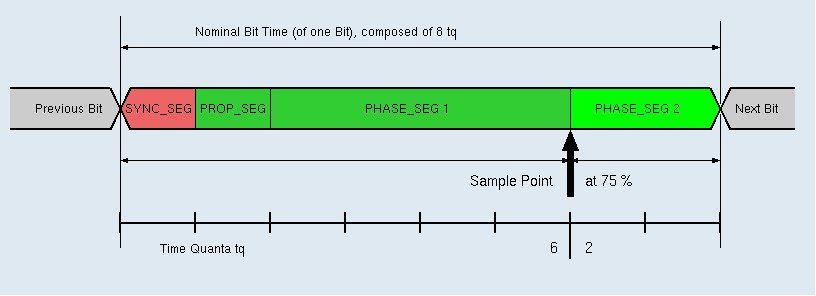 Nominal Bit Time (of one Bit), composed of 8 tq
Previous Bit SYNC_SEG PROP_SEG PHASE_SEG 1 PHASE_SEG 2 Next Bit
Sample Point at 75 %
Time Quanta tq 6 2